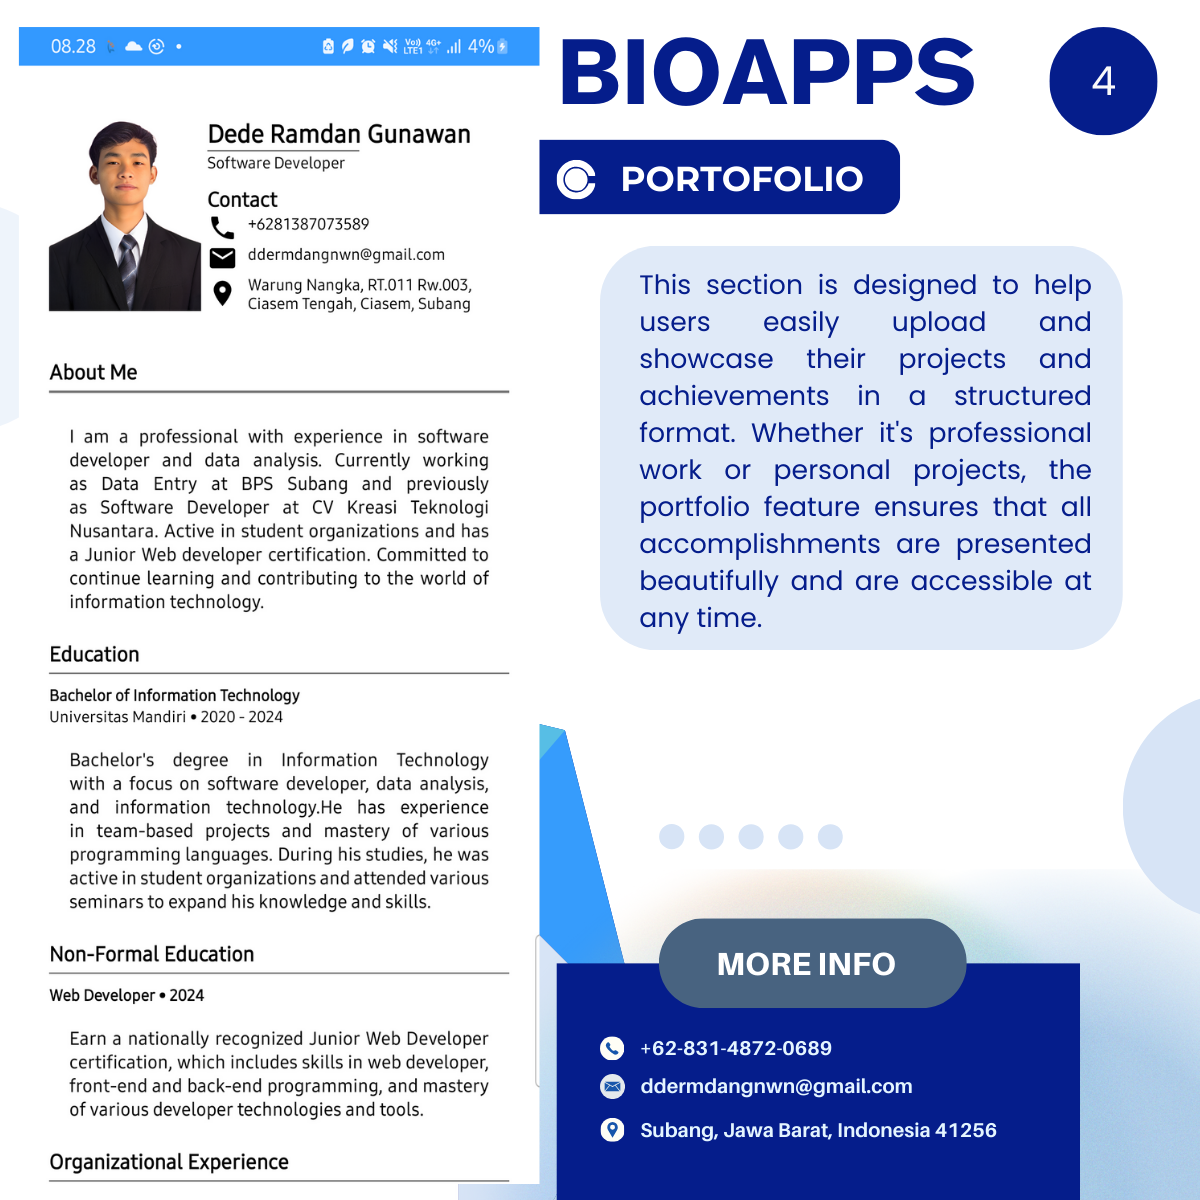 08.28
Vo))
LTE1
4G+
4%
Dede Ramdan Gunawan
Software Developer
Contact
+6281387073589
ddermdangnwn@gmail.com
Warung Nangka, RT.011 Rw.003,
Ciasem Tengah, Ciasem, Subang
About Me
I am a professional with experience in software
developer and data analysis. Currently working
as Data Entry at BPS Subang and previously
as Software Developer at CV Kreasi Teknologi
Nusantara. Active in student organizations and has
a Junior Web developer certification. Committed to
continue learning and contributing to the world of
information technology.
Education
Bachelor of Information Technology
Universitas Mandiri • 2020 - 2024
Bachelor's degree in Information Technology
with a focus on software developer, data analysis,
and information technology.He has experience
in team-based projects and mastery of various
programming languages. During his studies, he was
active in student organizations and attended various
seminars to expand his knowledge and skills.
Non-Formal Education
Web Developer • 2024
Earn a nationally recognized Junior Web Developer
certification, which includes skills in web developer,
front-end and back-end programming, and mastery
of various developer technologies and tools.
Organizational Experience
BIOAPPS
4
PORTOFOLIO
This section is designed to help
users easily upload and
showcase their projects and
achievements in a structured
format. Whether it's professional
work or personal projects, the
portfolio feature ensures that all
accomplishments are presented
beautifully and are accessible at
any time.
MORE INFO
+62-831-4872-0689
ddermdangnwn@gmail.com
Subang, Jawa Barat, Indonesia 41256